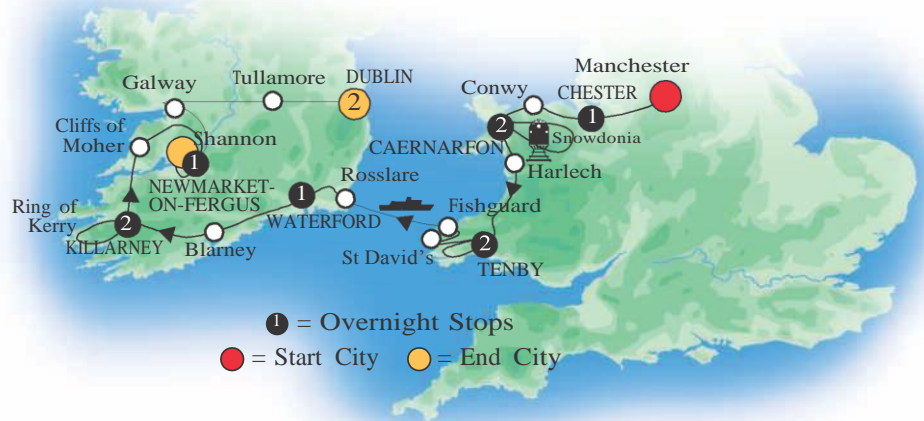 Galway
Tullamore
DUBLIN
2
Cliffs of
Moher
Shannon
1
NEWMARKET-
ON-FERGUS
Ring of
Kerry
2
KILLARNEY
Blarney
1
WATERFORD
Rosslare
Manchester
Conwy
CHESTER
1
2
CAERNARFON
Snowdonia
Harlech
Fishguard
St David's
2
TENBY
1 = Overnight Stops
= Start City
= End City